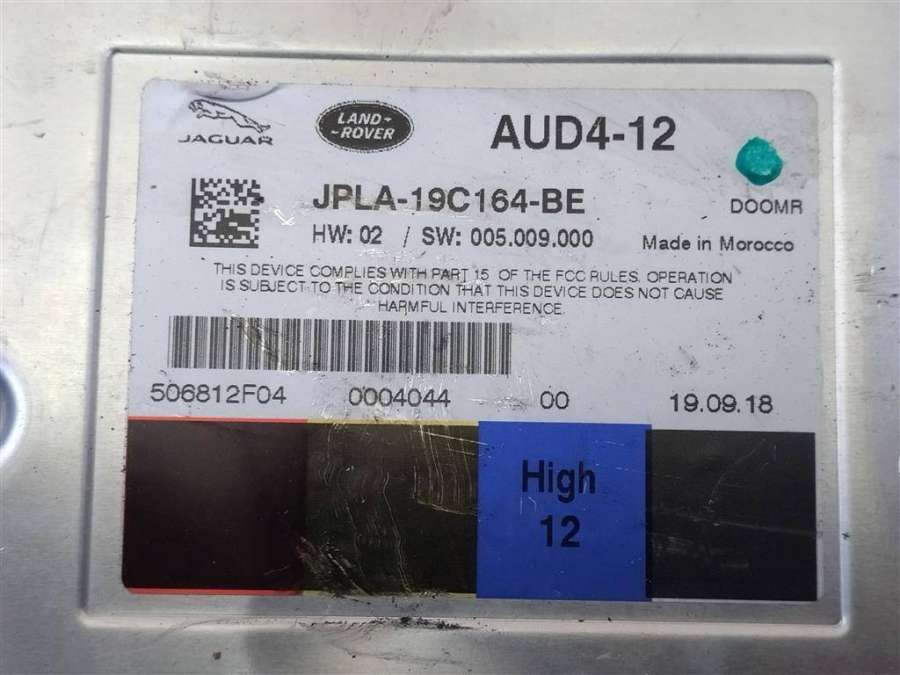 JAGUAR
LAND-
-ROVER
AUD4-12
JPLA-19C164-BE
DOOMR
HW: 02 / SW: 005.009.000
Made in Morocco
THIS DEVICE COMPLIES WITH PART 15 OF THE FCC RULES. OPERATION
IS SUBJECT TO THE CONDITION THAT THIS DEVICE DOES NOT CAUSE
HARMFUL INTERFERENCE.
506812F04 0004044 00 19.09.18
High
12